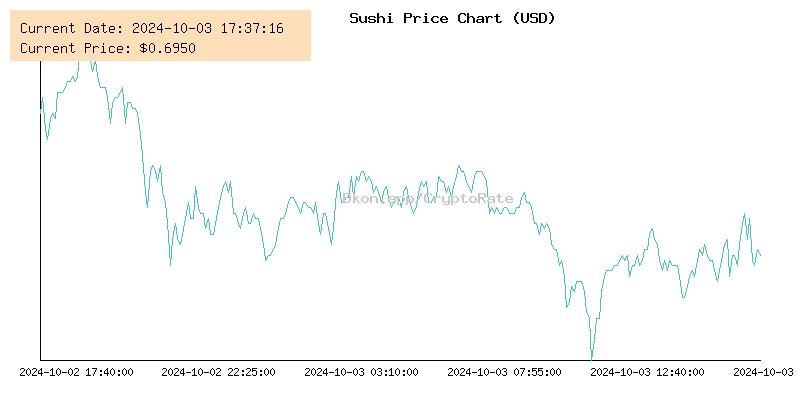 Sushi Price Chart (USD)
Current Date: 2024-10-03 17:37:16
Current Price: $0.6950
Dkon.app/CryptoRate
2024-10-02 17:40:00 2024-10-02 22:25:00 2024-10-03 03:10:00 2024-10-03 07:55:00 2024-10-03 12:40:00 2024-10-03